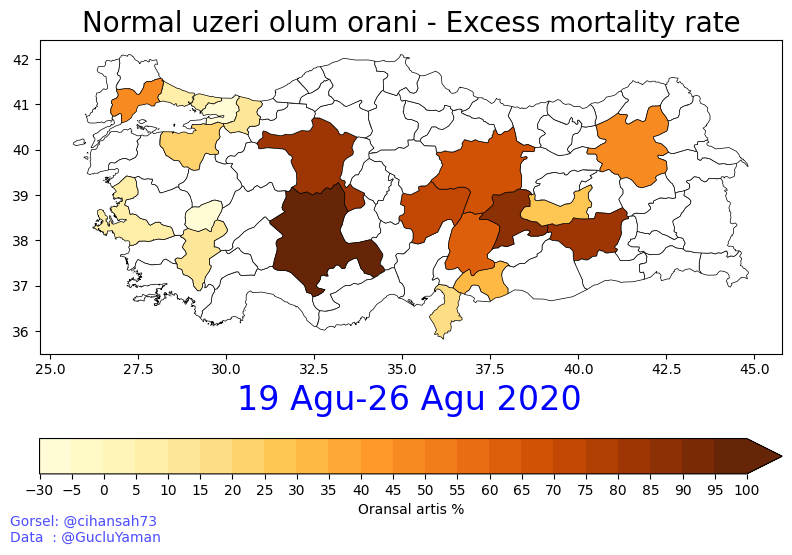 Normal uzeri olum orani - Excess mortality rate
42
41
40
39
38
37
36
25.0 27.5 30.0 32.5 35.0 37.5 40.0 42.5 45.0
19 Agu-26 Agu 2020
−30 −5 0 5 10 15 20 25 30 35 40 45 50 55 60 65 70 75 80 85 90 95 100
Oransal artis %
Gorsel: @cihansah73
Data : @GucluYaman